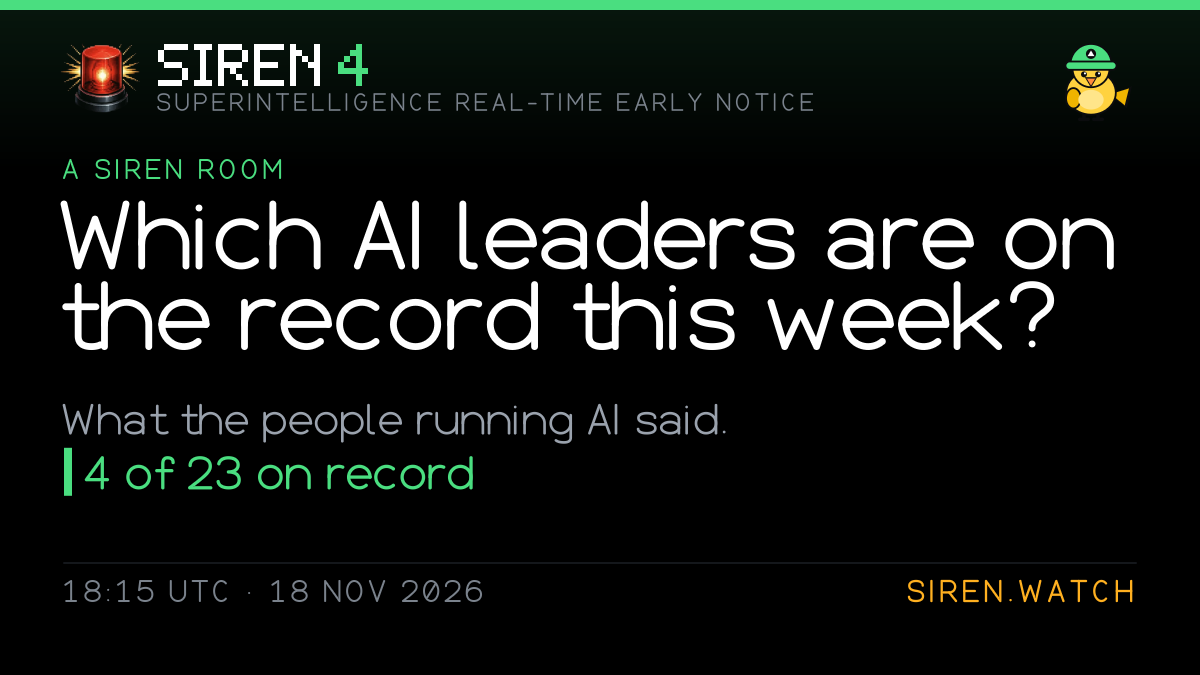 SIREN 4
SUPERINTELLIGENCE REAL-TIME EARLY NOTICE
A SIREN ROOM
Which AI leaders are on
the record this week?
What the people running AI said.
4 of 23 on record
18:15 UTC · 18 NOV 2026
SIREN.WATCH